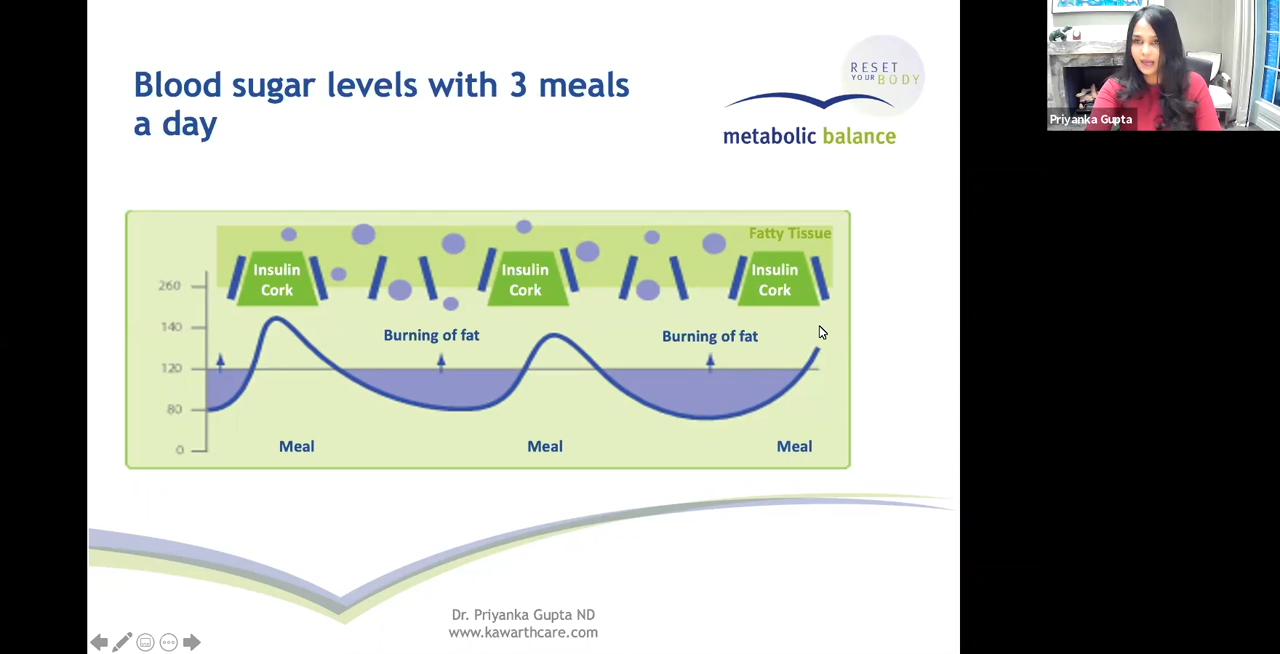 Blood sugar levels with 3 meals
a day
RESET
YOUR BODY
metabolic balance
Priyanka Gupta
Fatty Tissue
Insulin
Cork
Insulin
Cork
Insulin
Cork
260
140
120
80
0
Burning of fat
Burning of fat
Meal
Meal
Meal
Dr. Priyanka Gupta ND
www.kawarthcare.com